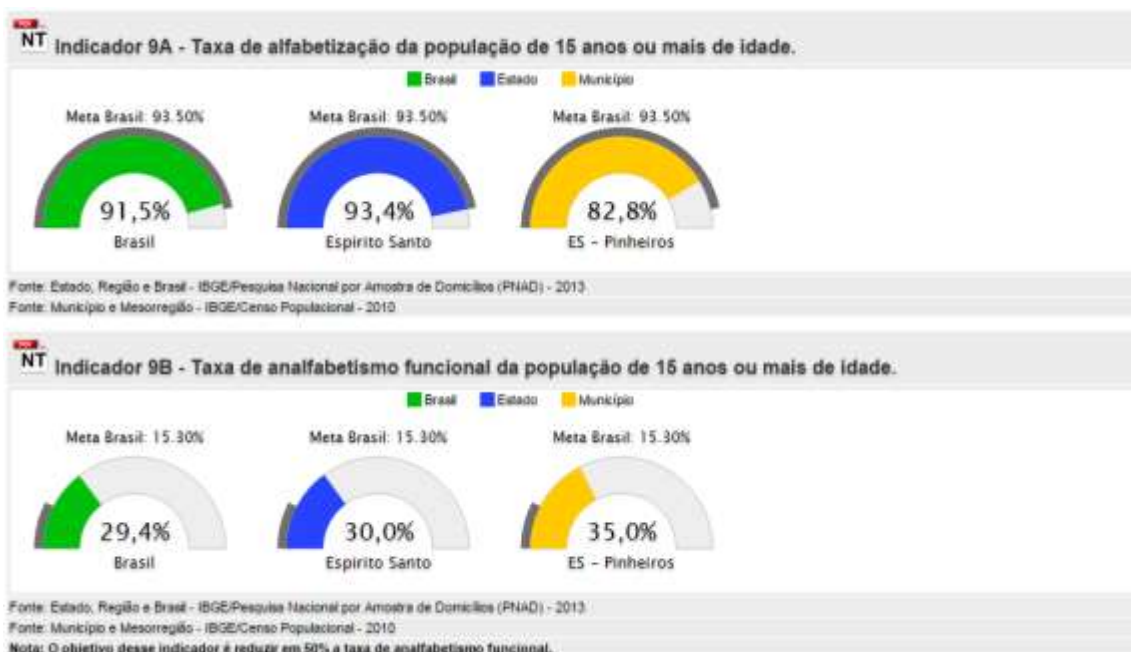 NT Indicador 9A - Taxa de alfabetização da população de 15 anos ou mais de idade.
Brasil Estado Município
Meta Brasil: 93.50% Meta Brasil: 93.50% Meta Brasil: 93.50%
91,5% 93,4% 82,8%
Brasil Espirito Santo ES - Pinheiros
Fonte: Estado, Região e Brasil - IBGE/Pesquisa Nacional por Amostra de Domicílios (PNAD) - 2013
Fonte: Município e Mesorregião - IBGE/Censo Populacional - 2010
NT Indicador 9B - Taxa de analfabetismo funcional da população de 15 anos ou mais de idade.
Brasil Estado Município
Meta Brasil: 15.30% Meta Brasil: 15.30% Meta Brasil: 15.30%
29,4% 30,0% 35,0%
Brasil Espirito Santo ES - Pinheiros
Fonte: Estado, Região e Brasil - IBGE/Pesquisa Nacional por Amostra de Domicílios (PNAD) - 2013
Fonte: Município e Mesorregião - IBGE/Censo Populacional - 2010
Nota: O objetivo desse indicador é reduzir em 50% a taxa de analfabetismo funcional.